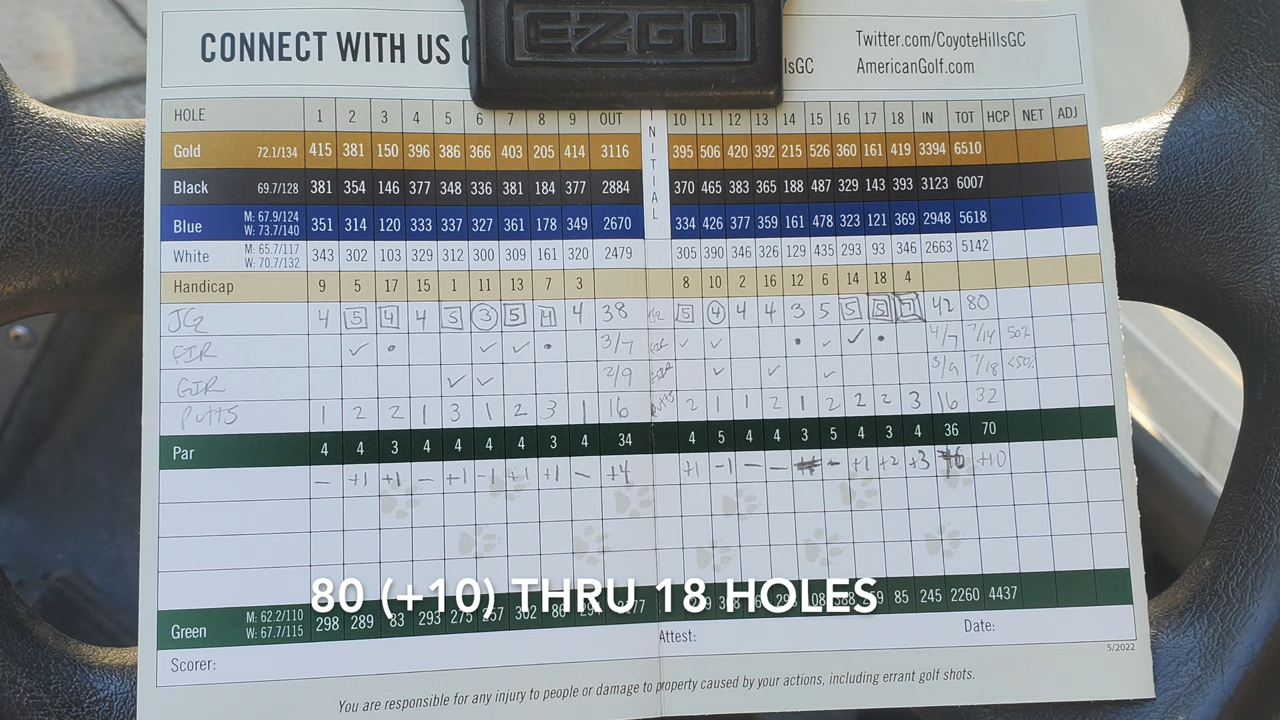 EZGO
CONNECT WITH US
lsGC
Twitter.com/CoyoteHillsGC
AmericanGolf.com
HOLE 1 2 3 4 5 6 7 8 9 OUT INITIAL 10 11 12 13 14 15 16 17 18 IN TOT HCP NET ADJ
Gold 72.1/134 415 381 150 396 386 366 403 205 414 3116 395 506 420 392 215 526 360 161 419 3394 6510
Black 69.7/128 381 354 146 377 348 336 381 184 377 2884 370 465 383 365 188 487 329 143 393 3123 6007
Blue M: 67.9/124 W: 73.7/140 351 314 120 333 337 327 361 178 349 2670 334 426 377 359 161 478 323 121 369 2948 5618
White M: 65.7/117 W: 70.7/132 343 302 103 329 312 300 309 161 320 2479 305 390 346 326 129 435 293 93 346 2663 5142
Handicap 9 5 17 15 1 11 13 7 3 8 10 2 16 12 6 14 18 4
4 5 4 4 5 3 5 4 4 38 5 4 4 4 3 5 5 5 7 42 80
FIR ✓ • ✓ ✓ • 3/7 ✓ ✓ • ✓ ✓ • 4/7 7/14 50%
GIR ✓ ✓ 2/9 GIR ✓ ✓ ✓ 5/9 7/18 <50%
PUTTS 1 2 2 1 3 1 2 3 1 16 PUTTS 2 1 1 2 1 2 2 2 3 16 32
Par 4 4 3 4 4 4 4 3 4 34 4 5 4 4 3 5 4 3 4 36 70
– +1 +1 – +1 -1 +1 +1 – +4 +1 -1 – – – +1 +2 +3 +6 +10
80 (+10) THRU 18 HOLES
Green M: 62.2/110 W: 67.7/115 298 289 83 293 275 257 302 85 245 2260 4437
Scorer: Attest: Date:
5/2022
You are responsible for any injury to people or damage to property caused by your actions, including errant golf shots.